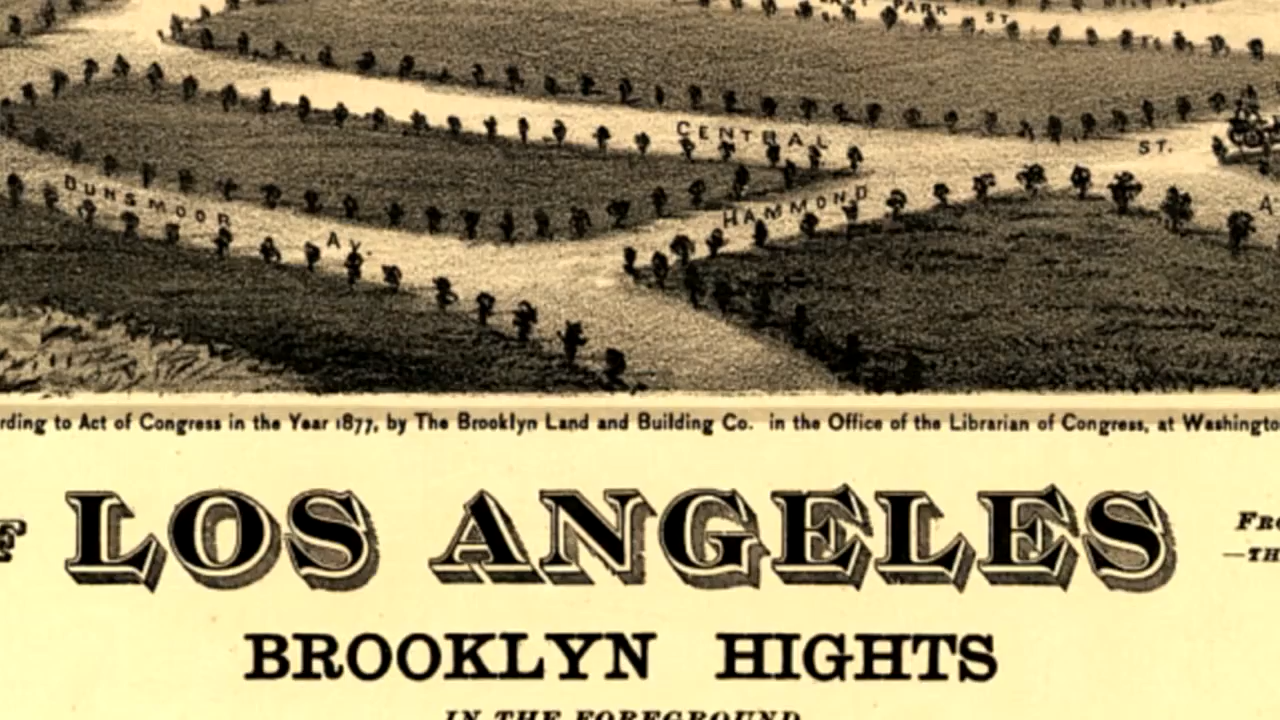 PARK ST.
CENTRAL ST.
HAMMOND
DUNSMOOR AV.
rding to Act of Congress in the Year 1877, by The Brooklyn Land and Building Co. in the Office of the Librarian of Congress, at Washingto
LOS ANGELES
BROOKLYN HIGHTS
IN THE FOREGROUND